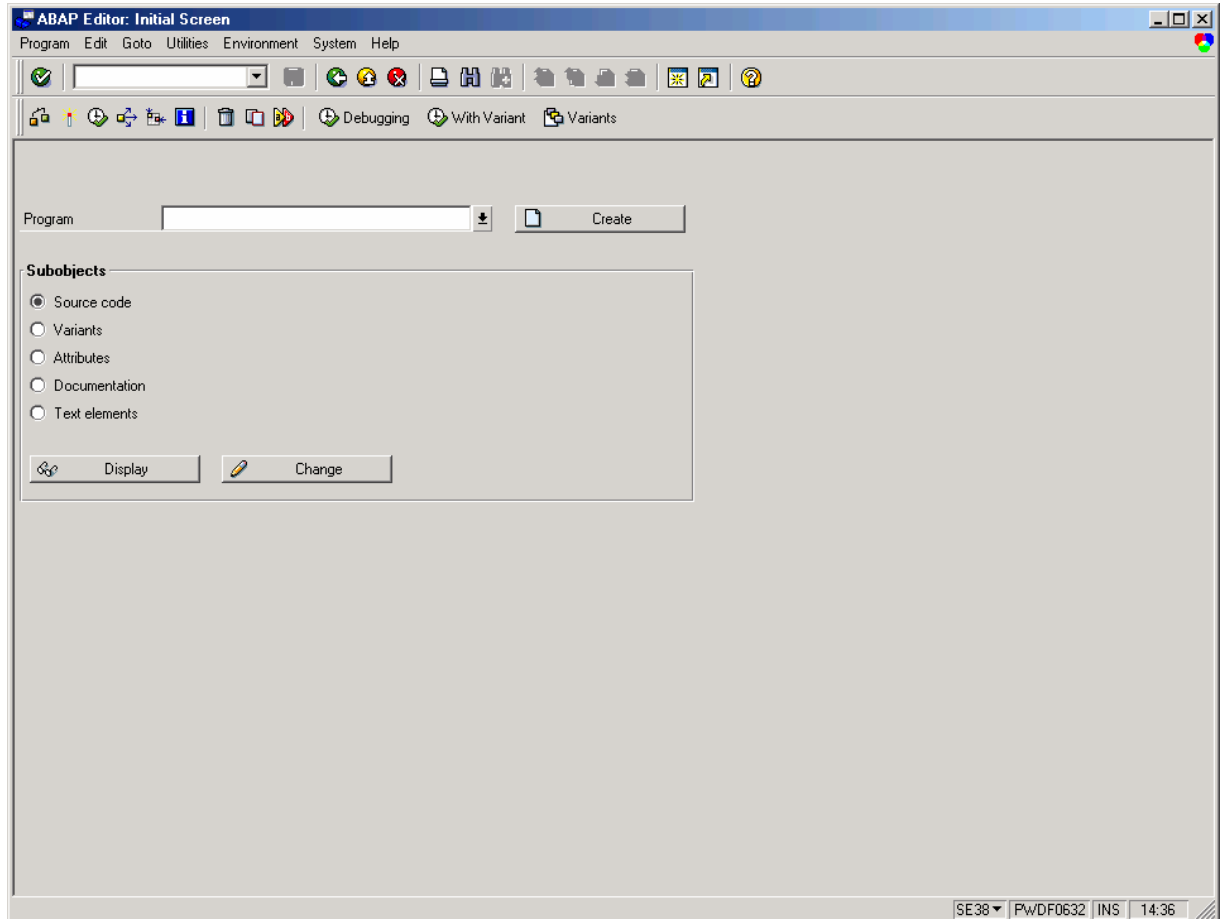 ABAP Editor: Initial Screen
Program Edit Goto Utilities Environment System Help
Debugging With Variant Variants
Program Create
Subobjects
Source code
Variants
Attributes
Documentation
Text elements
Display Change
SE38 PWDF0632 INS 14:36